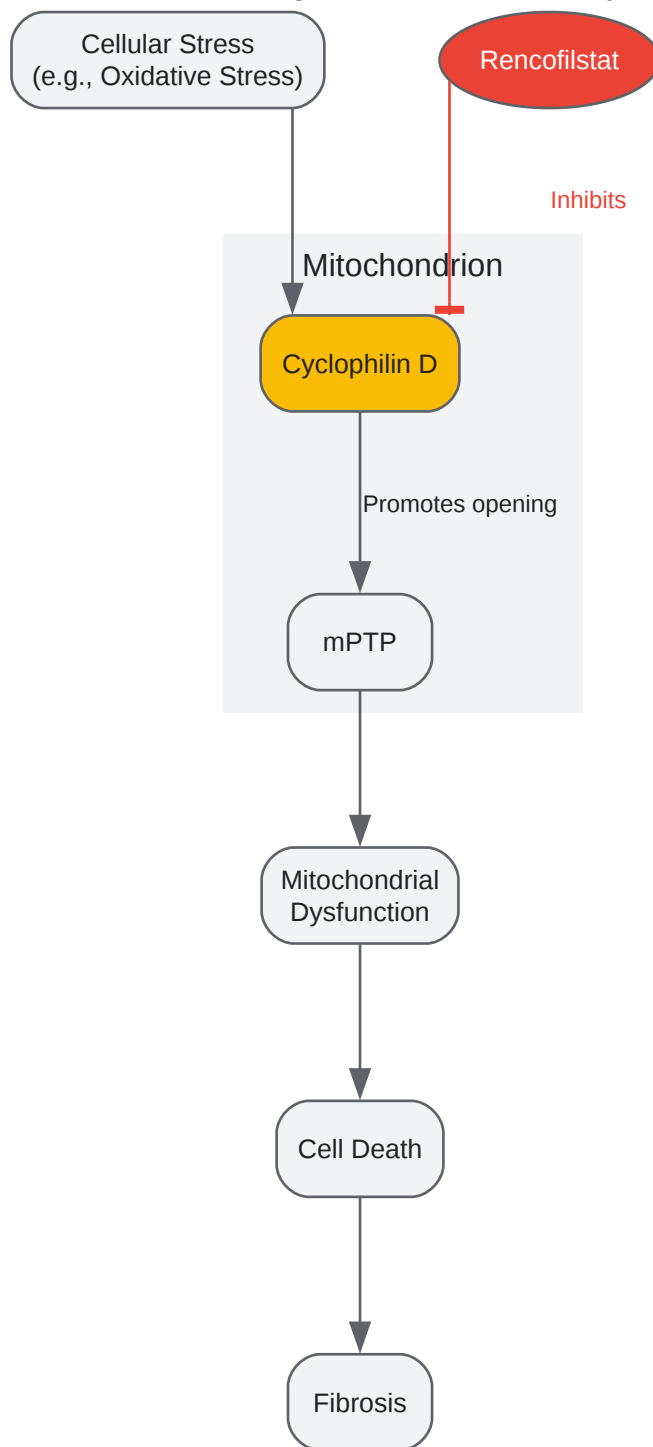 Cellular Stress
(e.g., Oxidative Stress)
Rencofilstat
Inhibits
Mitochondrion
Cyclophilin D
Promotes opening
mPTP
Mitochondrial
Dysfunction
Cell Death
Fibrosis